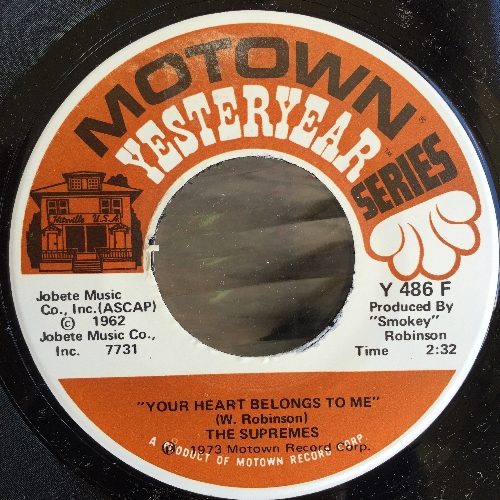 MOTOWN®
YESTERYEAR™
SERIES
Hitsville U.S.A.
Jobete Music
Co., Inc.(ASCAP)
© 1962
Jobete Music Co.,
Inc. 7731
Y 486 F
Produced By
"Smokey"
Robinson
Time 2:32
"YOUR HEART BELONGS TO ME"
(W. Robinson)
THE SUPREMES
℗ 1973 Motown Record Corp.
A PRODUCT OF MOTOWN RECORD CORP.